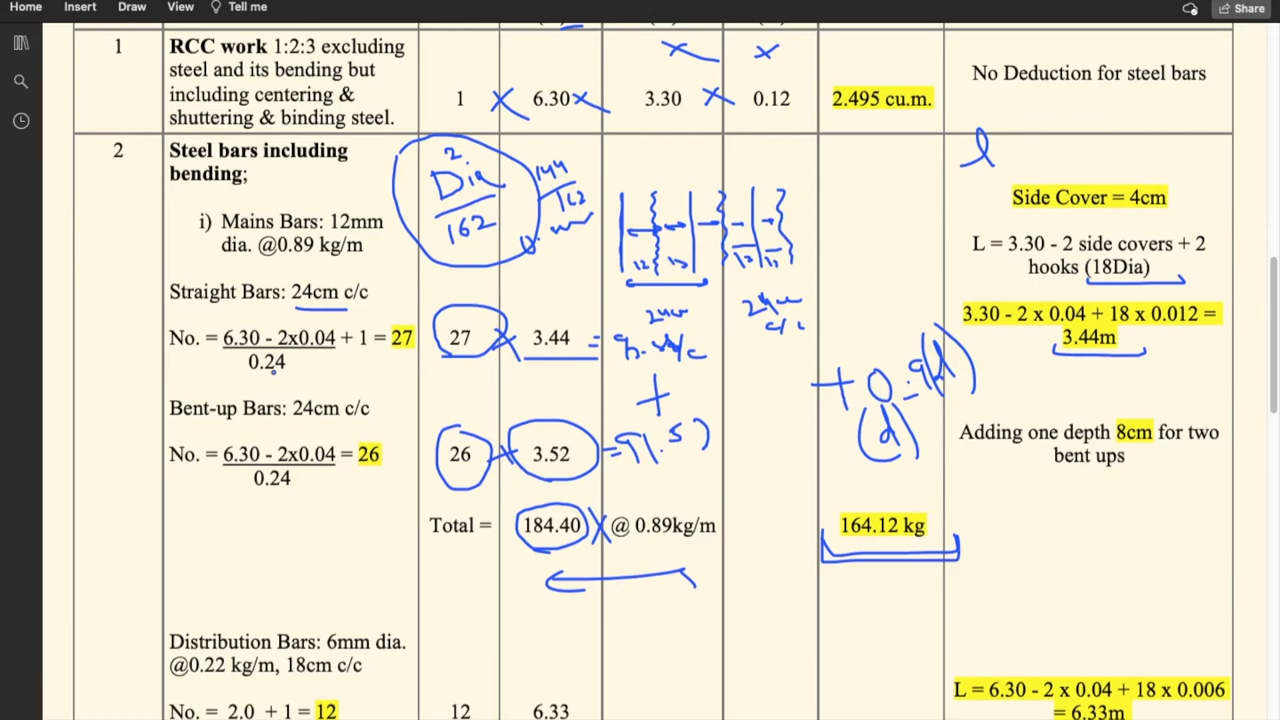 Home Insert Draw View Tell me Share
1
RCC work 1:2:3 excluding
steel and its bending but
including centering &
shuttering & binding steel.
1 × 6.30 × 3.30 × 0.12 2.495 cu.m.
No Deduction for steel bars
2
Steel bars including
bending;
i) Mains Bars: 12mm
dia. @0.89 kg/m
Dia²
162
144
162
Side Cover = 4cm
L = 3.30 - 2 side covers + 2
hooks (18Dia)
Straight Bars: 24cm c/c
No. = 6.30 - 2x0.04 + 1 = 27
0.24
27 × 3.44 =
3.30 - 2 x 0.04 + 18 x 0.012 =
3.44m
+
Bent-up Bars: 24cm c/c
No. = 6.30 - 2x0.04 = 26
0.24
26 × 3.52 = 91.52
(d)
Adding one depth 8cm for two
bent ups
Total = 184.40 × @ 0.89kg/m 164.12 kg
Distribution Bars: 6mm dia.
@0.22 kg/m, 18cm c/c
No. = 2.0 + 1 = 12
12 6.33
L = 6.30 - 2 x 0.04 + 18 x 0.006
= 6.33m